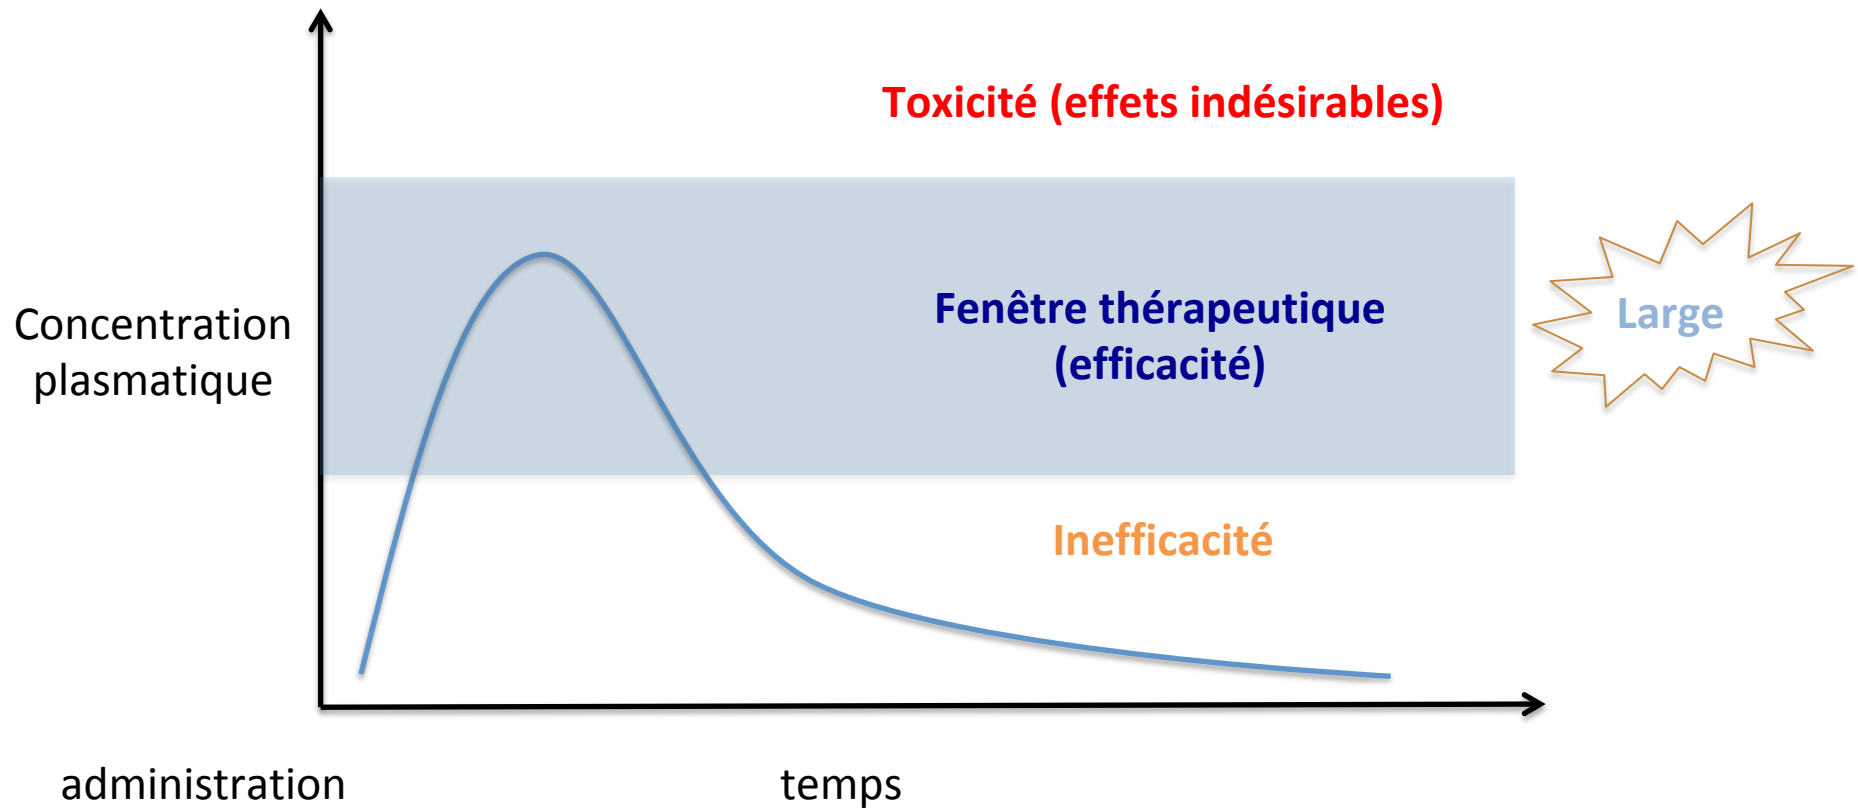 Toxicité (effets indésirables)
Concentration
plasmatique
Fenêtre thérapeutique
(efficacité)
Large
Inefficacité
administration
temps